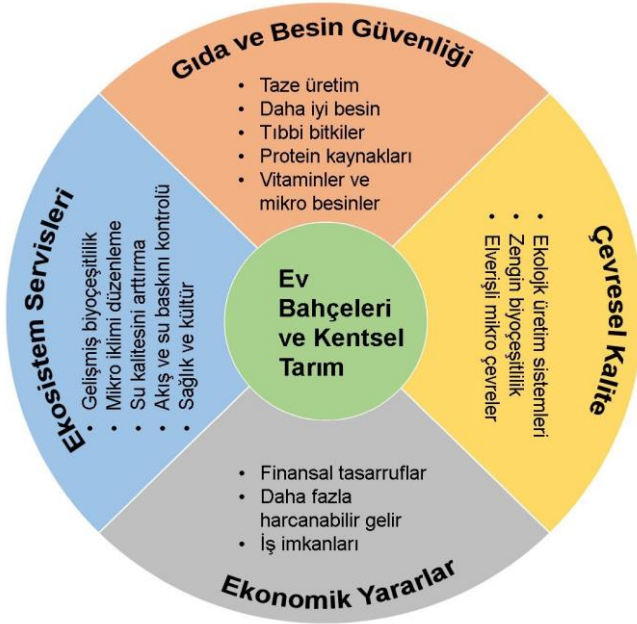 Gıda ve Besin Güvenliği
• Taze üretim
• Daha iyi besin
• Tıbbi bitkiler
• Protein kaynakları
• Vitaminler ve
mikro besinler
Çevresel Kalite
• Ekolojk üretim sistemleri
• Zengin biyoçeşitlilik
• Elverişli mikro çevreler
Ev
Bahçeleri
ve Kentsel
Tarım
Ekosistem Servisleri
• Gelişmiş biyoçeşitlilik
• Mikro iklimi düzenleme
• Su kalitesini arttırma
• Akış ve su baskını kontrolü
• Sağlık ve kültür
• Finansal tasarruflar
• Daha fazla
harcanabilir gelir
• İş imkanları
Ekonomik Yararlar